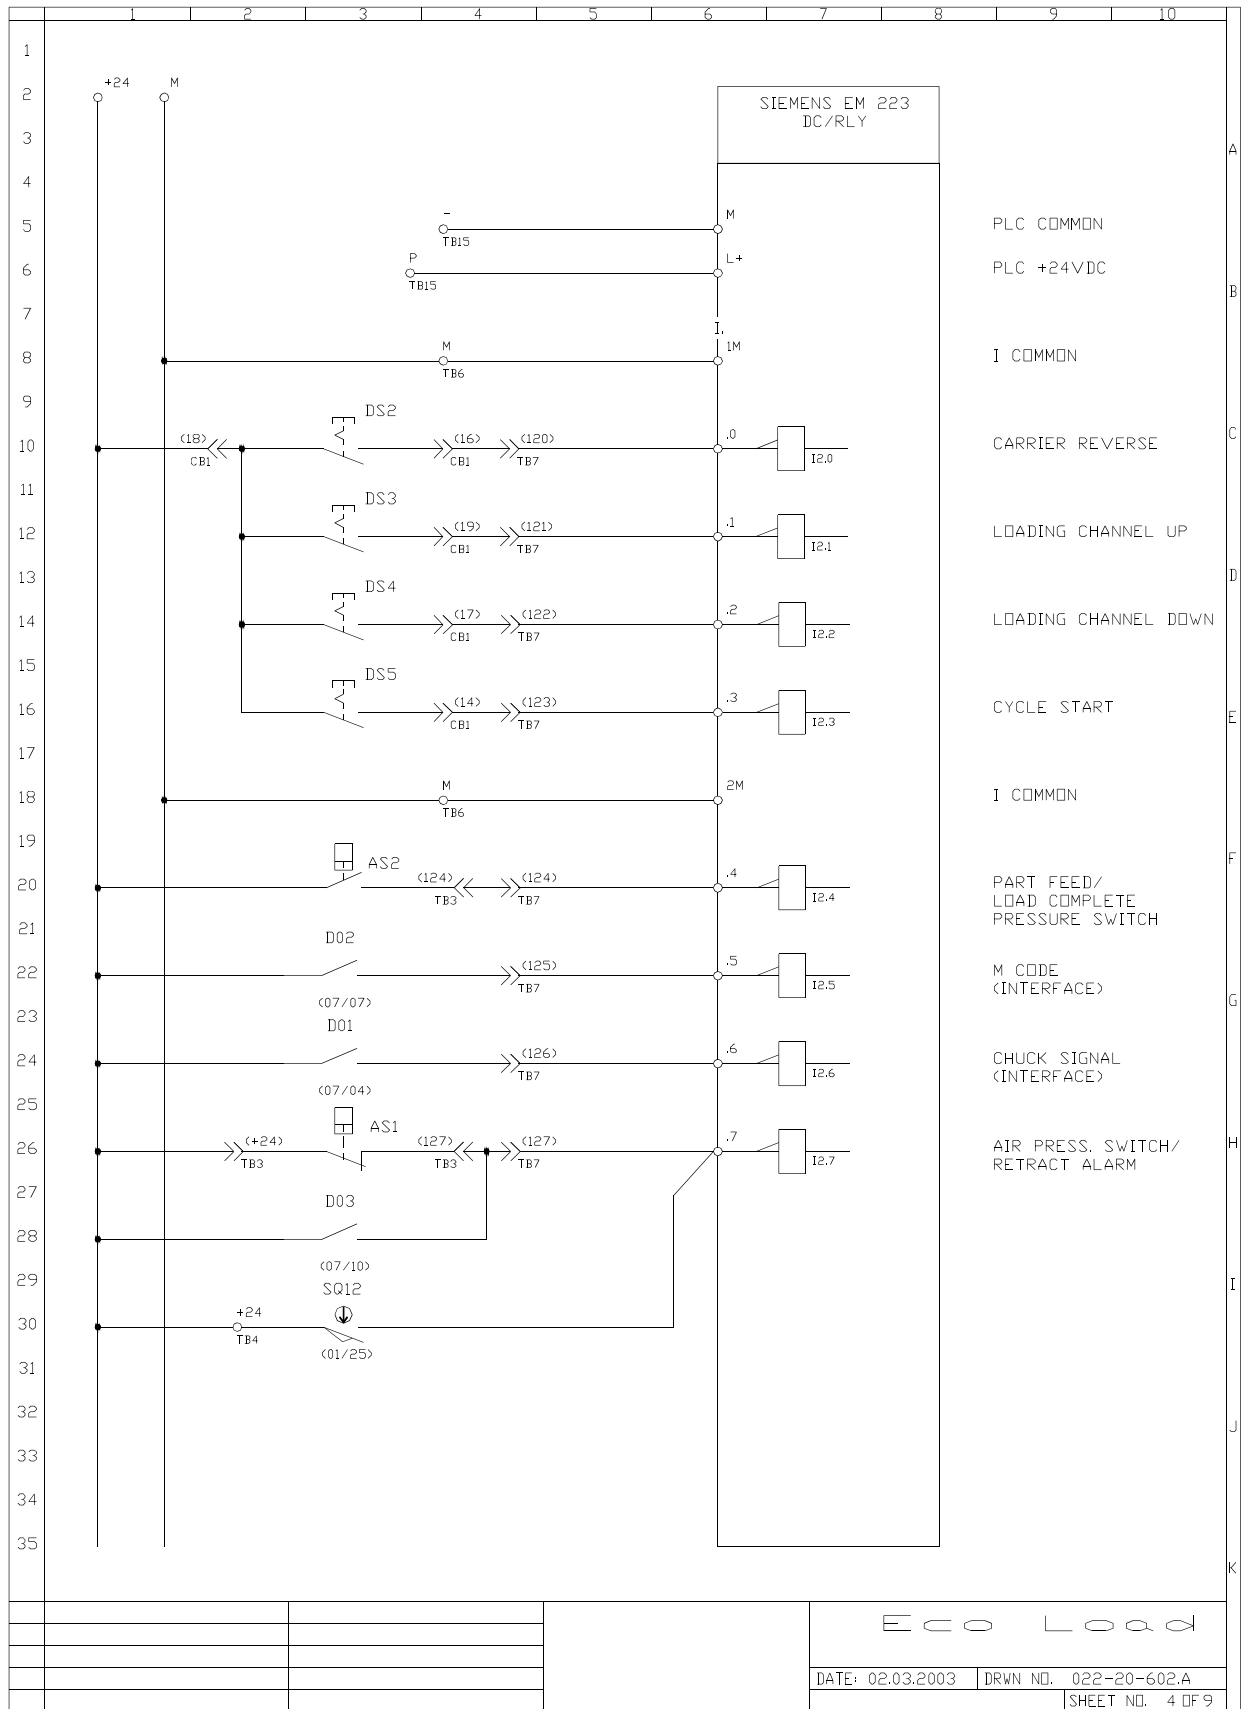 1 2 3 4 5 6 7 8 9 10
1
+24 M
2
SIEMENS EM 223
DC/RLY
3
A
4
5
-
TB15
M
PLC COMMON
6
P
TB15
L+
PLC +24VDC
B
7
I.
8
M
TB6
1M
I COMMON
9
DS2
C
10
(18)
CB1
(16)
CB1
(120)
TB7
.0
I2.0
CARRIER REVERSE
11
DS3
12
(19)
CB1
(121)
TB7
.1
I2.1
LOADING CHANNEL UP
13
D
DS4
14
(17)
CB1
(122)
TB7
.2
I2.2
LOADING CHANNEL DOWN
15
DS5
16
(14)
CB1
(123)
TB7
.3
I2.3
CYCLE START
E
17
18
M
TB6
2M
I COMMON
19
AS2
F
20
(124)
TB3
(124)
TB7
.4
I2.4
PART FEED/
LOAD COMPLETE
PRESSURE SWITCH
21
D02
22
(125)
TB7
.5
I2.5
M CODE
(INTERFACE)
(07/07)
G
23
D01
24
(126)
TB7
.6
I2.6
CHUCK SIGNAL
(INTERFACE)
(07/04)
25
AS1
26
(+24)
TB3
(127)
TB3
(127)
TB7
.7
I2.7
AIR PRESS. SWITCH/
RETRACT ALARM
H
27
D03
28
(07/10)
29
SQ12
I
30
+24
TB4
(01/25)
31
32
J
33
34
35
K
Eco Load
DATE: 02.03.2003
DRWN NO. 022-20-602.A
SHEET NO. 4 OF 9